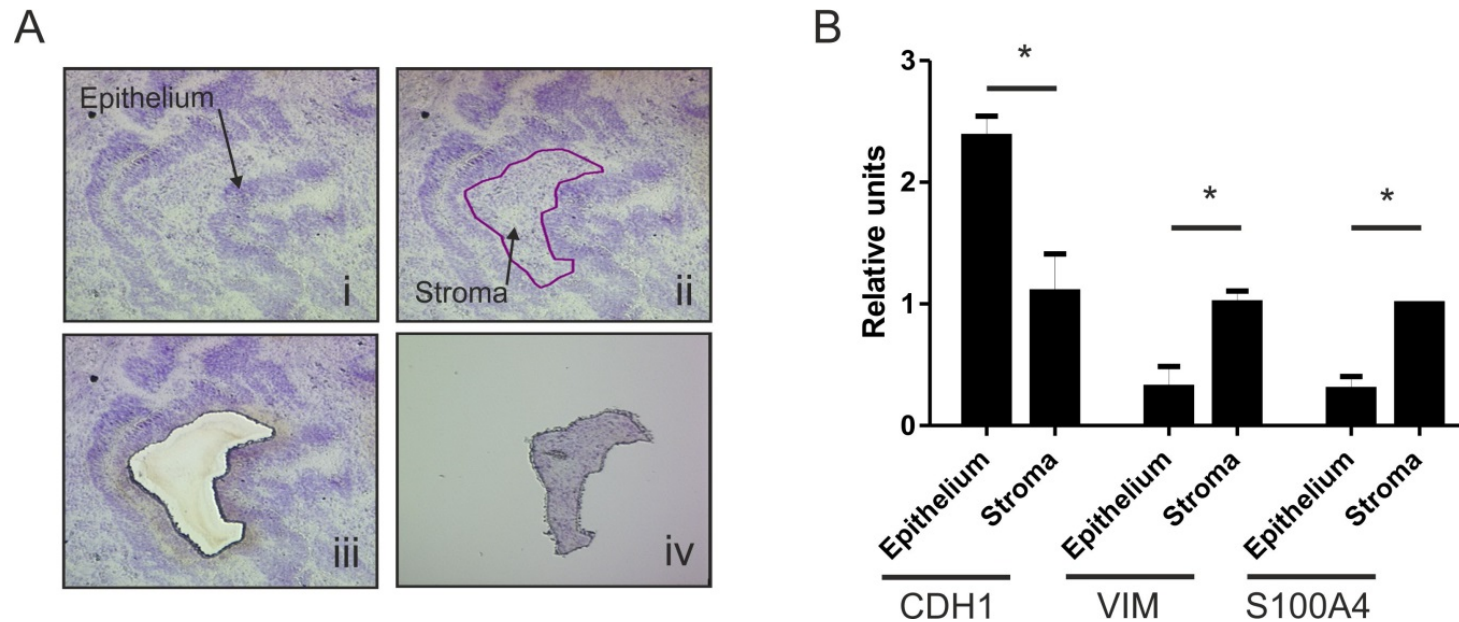 A
Epithelium
i
Stroma
ii
iii
iv
B
Relative units
3
2
1
0
*
*
*
Epithelium
Stroma
Epithelium
Stroma
Epithelium
Stroma
CDH1
VIM
S100A4